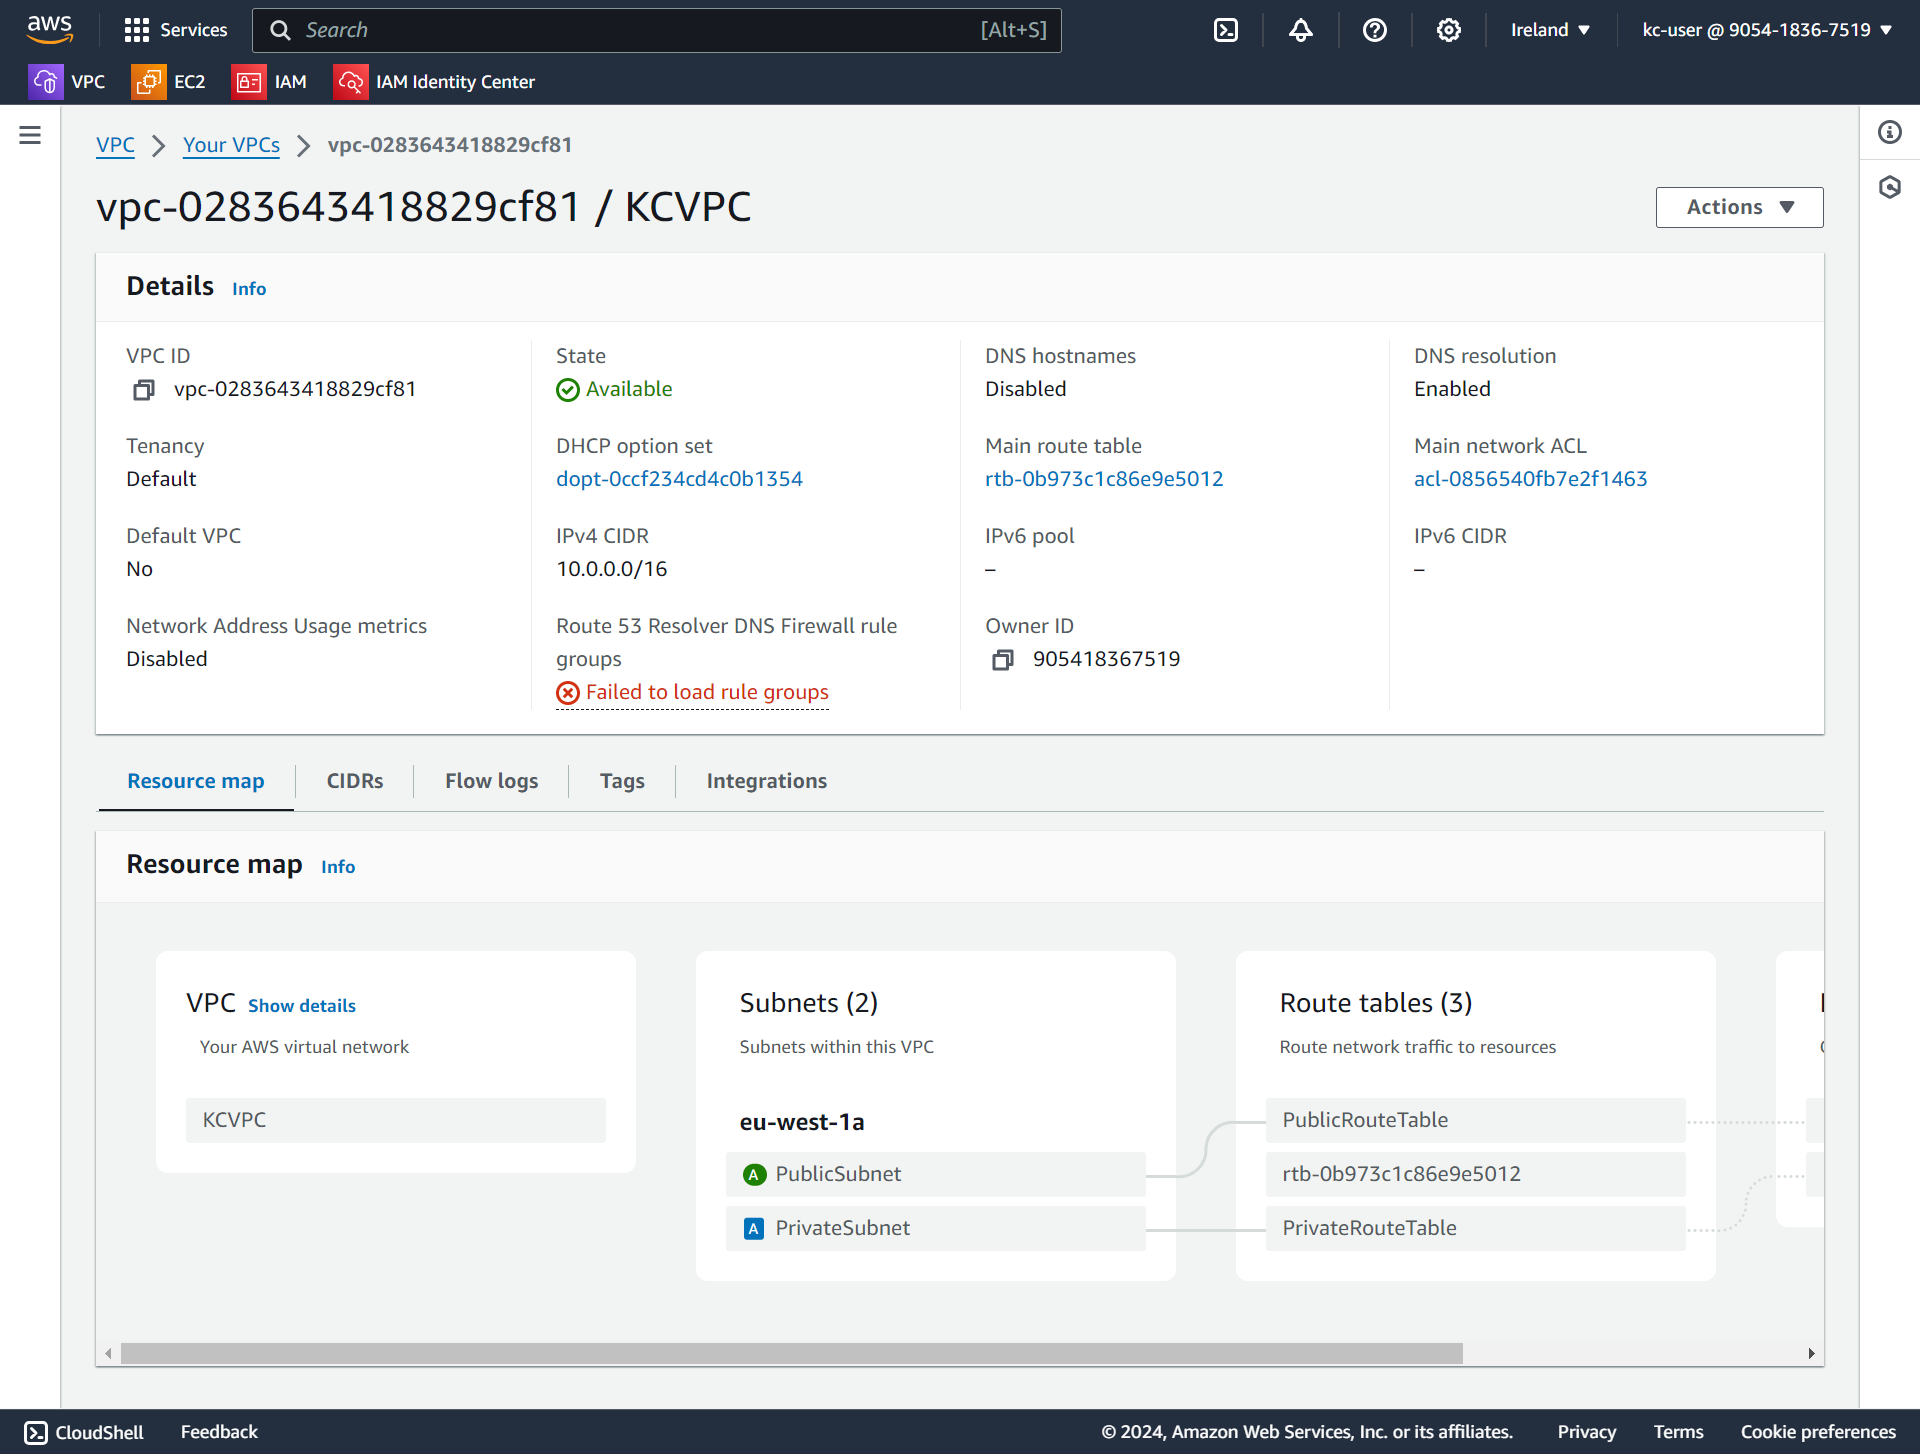 aws
Services
Search
[Alt+S]
Ireland
kc-user @ 9054-1836-7519
VPC
EC2
IAM
IAM Identity Center
VPC
Your VPCs
vpc-0283643418829cf81
vpc-0283643418829cf81 / KCVPC
Actions
Details Info
VPC ID
vpc-0283643418829cf81
State
Available
DNS hostnames
Disabled
DNS resolution
Enabled
Tenancy
Default
DHCP option set
dopt-0ccf234cd4c0b1354
Main route table
rtb-0b973c1c86e9e5012
Main network ACL
acl-0856540fb7e2f1463
Default VPC
No
IPv4 CIDR
10.0.0.0/16
IPv6 pool
–
IPv6 CIDR
–
Network Address Usage metrics
Disabled
Route 53 Resolver DNS Firewall rule
groups
Failed to load rule groups
Owner ID
905418367519
Resource map
CIDRs
Flow logs
Tags
Integrations
Resource map Info
VPC Show details
Your AWS virtual network
KCVPC
Subnets (2)
Subnets within this VPC
eu-west-1a
A PublicSubnet
A PrivateSubnet
Route tables (3)
Route network traffic to resources
PublicRouteTable
rtb-0b973c1c86e9e5012
PrivateRouteTable
CloudShell
Feedback
© 2024, Amazon Web Services, Inc. or its affiliates.
Privacy
Terms
Cookie preferences